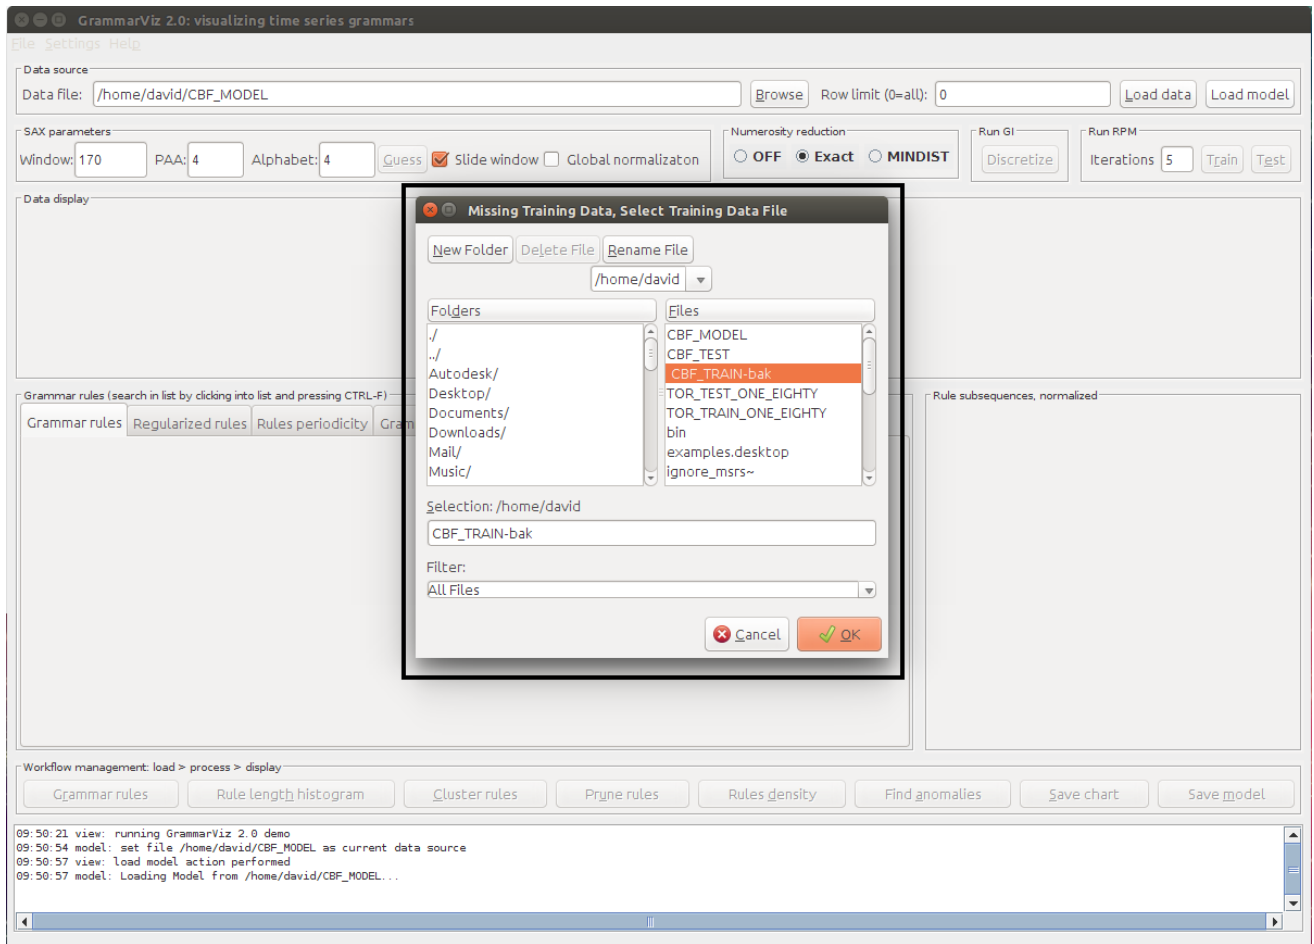 GrammarViz 2.0: visualizing time series grammars
File Settings Help
Data source
Data file: /home/david/CBF_MODEL Browse Row limit (0=all): 0 Load data Load model
SAX parameters Numerosity reduction Run GI Run RPM
Window: 170 PAA: 4 Alphabet: 4 Guess Slide window Global normalizaton OFF Exact MINDIST Discretize Iterations 5 Train Test
Data display
Missing Training Data, Select Training Data File
New Folder Delete File Rename File
/home/david
Folders Files
./ CBF_MODEL
../ CBF_TEST
Autodesk/ CBF_TRAIN-bak
Desktop/ TOR_TEST_ONE_EIGHTY
Documents/ TOR_TRAIN_ONE_EIGHTY
Downloads/ bin
Mail/ examples.desktop
Music/ ignore_msrs~
Selection: /home/david
CBF_TRAIN-bak
Filter:
All Files
Cancel OK
Grammar rules (search in list by clicking into list and pressing CTRL-F) Rule subsequences, normalized
Grammar rules Regularized rules Rules periodicity Gram
Workflow management: load > process > display
Grammar rules Rule length histogram Cluster rules Prune rules Rules density Find anomalies Save chart Save model
09:50:21 view: running GrammarViz 2.0 demo
09:50:54 model: set file /home/david/CBF_MODEL as current data source
09:50:57 view: load model action performed
09:50:57 model: Loading Model from /home/david/CBF_MODEL...